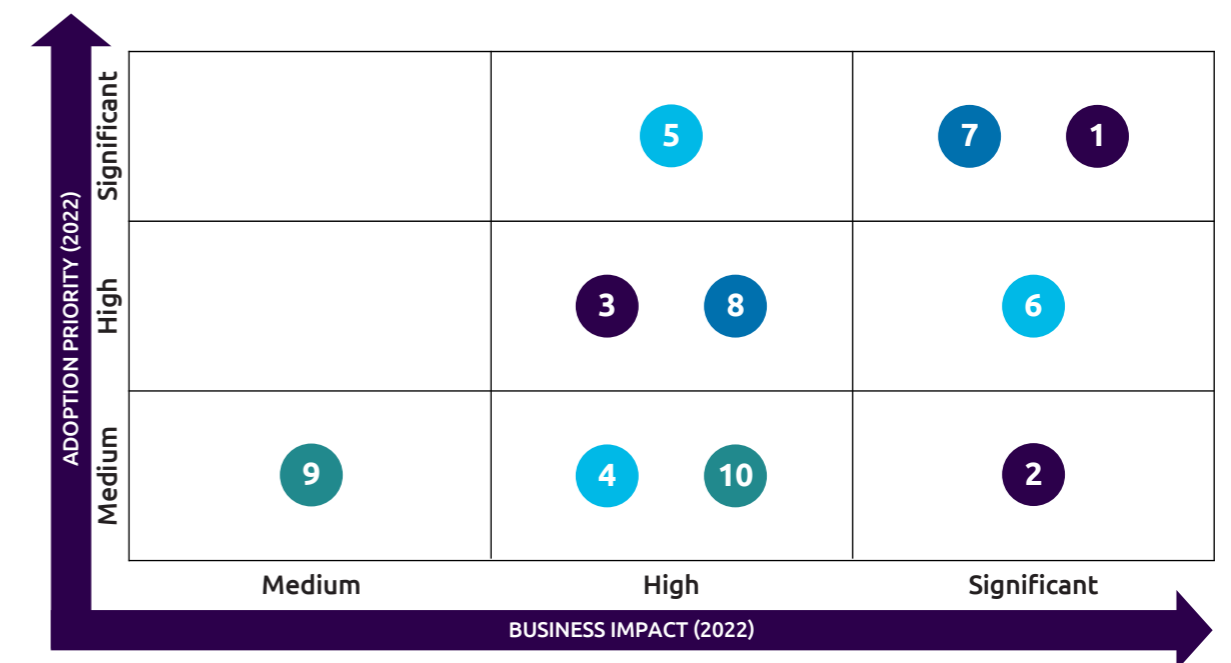 ADOPTION PRIORITY (2022)
Significant
High
Medium
5
7
1
3
8
6
9
4
10
2
Medium
High
Significant
BUSINESS IMPACT (2022)